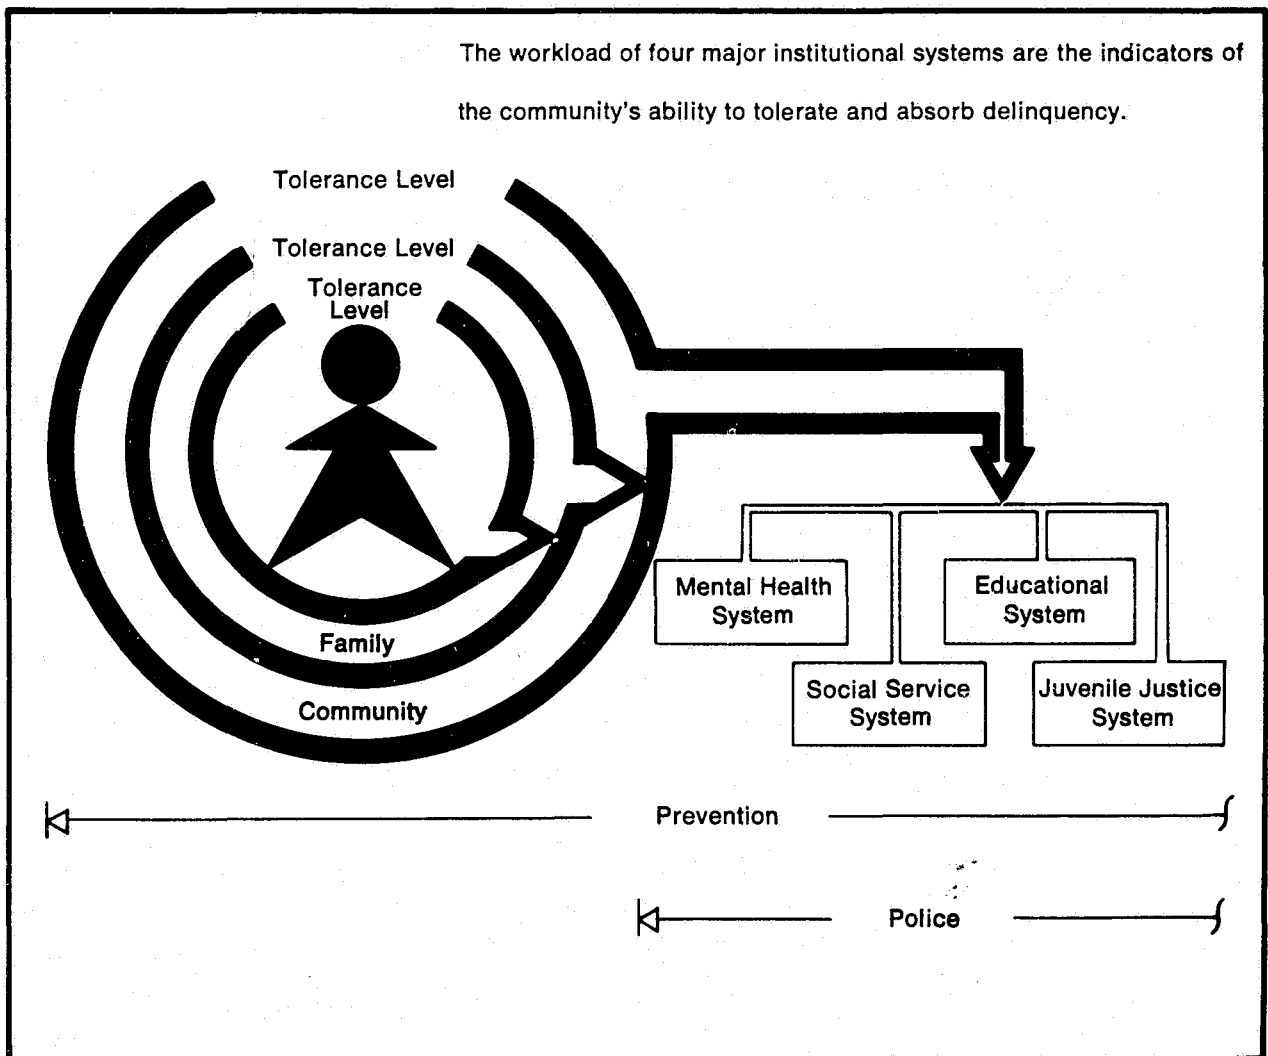 The workload of four major institutional systems are the indicators of
the community's ability to tolerate and absorb delinquency.
Tolerance Level
Tolerance Level
Tolerance
Level
Family
Community
Mental Health
System
Educational
System
Social Service
System
Juvenile Justice
System
Prevention
Police